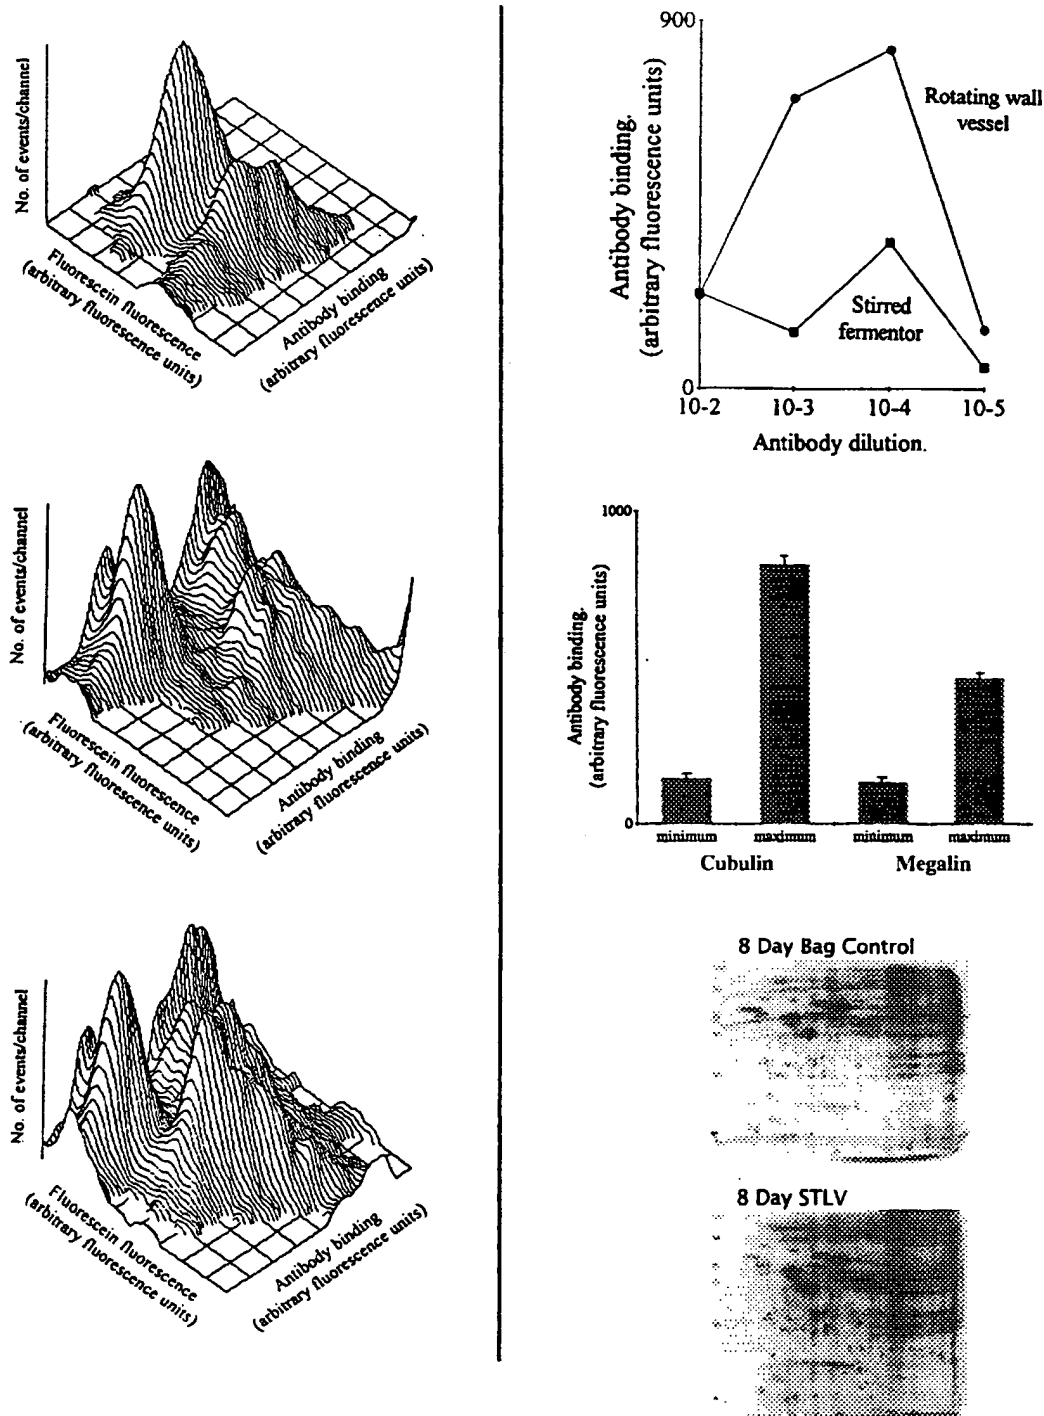 No. of events/channel
Fluorescein fluorescence
(arbitrary fluorescence units)
Antibody binding
(arbitrary fluorescence units)
No. of events/channel
Fluorescein fluorescence
(arbitrary fluorescence units)
Antibody binding
(arbitrary fluorescence units)
No. of events/channel
Fluorescein fluorescence
(arbitrary fluorescence units)
Antibody binding
(arbitrary fluorescence units)
900
Antibody binding.
(arbitrary fluorescence units)
Rotating wall
vessel
Stirred
fermentor
0
10-2 10-3 10-4 10-5
Antibody dilution.
1000
Antibody binding.
(arbitrary fluorescence units)
0
minimum maximum minimum maximum
Cubulin Megalin
8 Day Bag Control
8 Day STLV